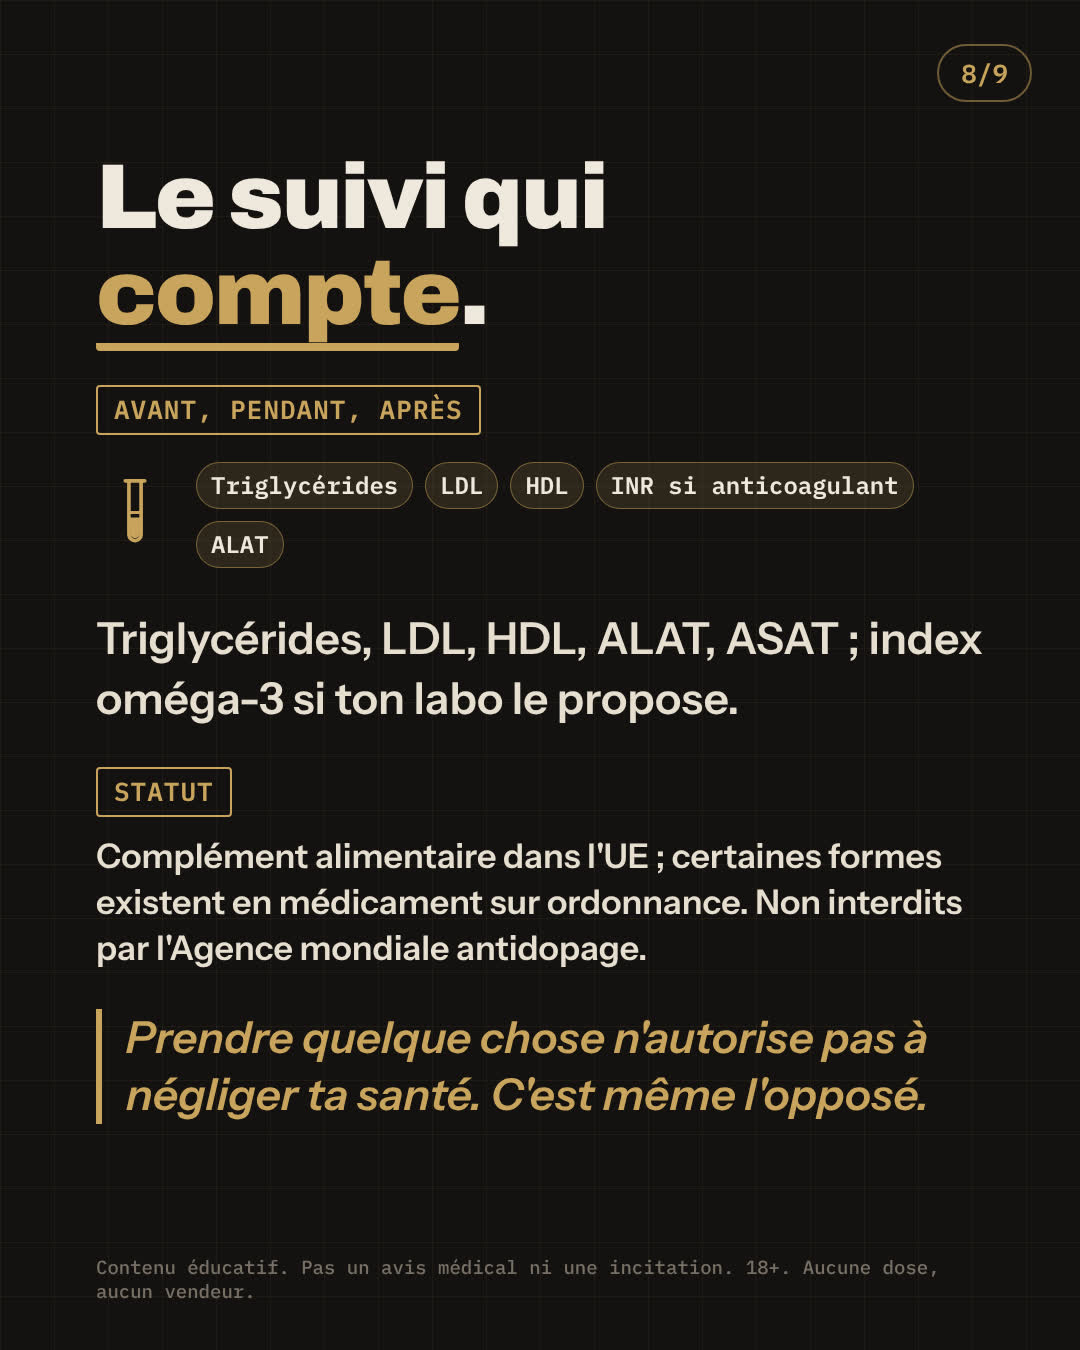 8/9
Le suivi qui
compte.
AVANT, PENDANT, APRÈS
Triglycérides LDL HDL INR si anticoagulant
ALAT
Triglycérides, LDL, HDL, ALAT, ASAT ; index
oméga-3 si ton labo le propose.
STATUT
Complément alimentaire dans l'UE ; certaines formes
existent en médicament sur ordonnance. Non interdits
par l'Agence mondiale antidopage.
Prendre quelque chose n'autorise pas à
négliger ta santé. C'est même l'opposé.
Contenu éducatif. Pas un avis médical ni une incitation. 18+. Aucune dose,
aucun vendeur.